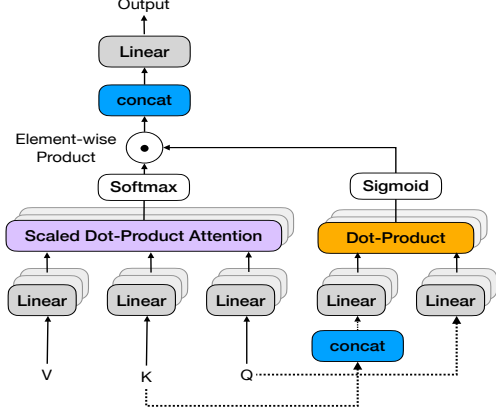 Output
Linear
concat
Element-wise
Product
Softmax
Sigmoid
Scaled Dot-Product Attention
Dot-Product
Linear Linear Linear Linear Linear
concat
V K Q